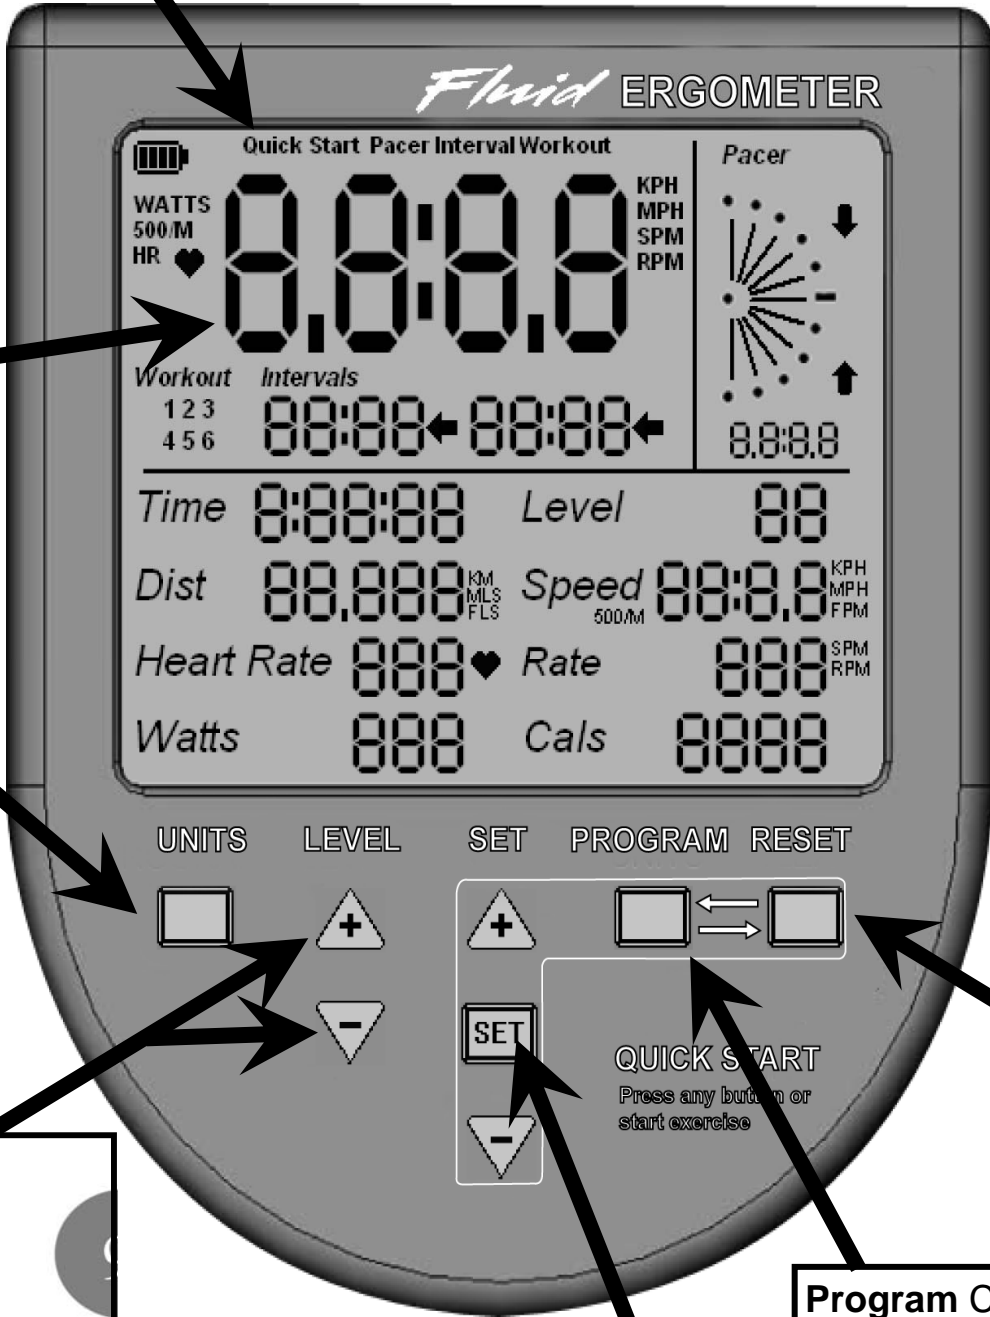 Fluid ERGOMETER
Quick Start Pacer Interval Workout
Pacer
WATTS
500/M
HR
8.8:8.8
KPH
MPH
SPM
RPM
Workout
1 2 3
4 5 6
Intervals
88:88 88:88
8.8:8.8
Time 8:88:88 Level 88
Dist 88.888 KM MLS FLS Speed 500/M 88:8.8 KPH MPH FPM
Heart Rate 888 Rate 888 SPM RPM
Watts 888 Cals 8888
UNITS LEVEL SET PROGRAM RESET
+ +
- SET
-
QUICK START
Press any button or
start exercise
Program